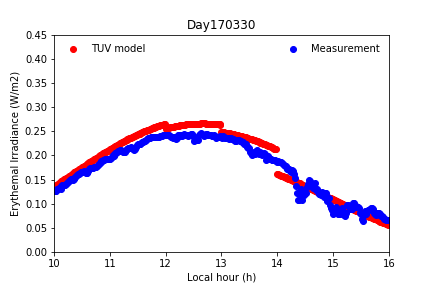 Day170330
TUV model
Measurement
Erythemal Irradiance (W/m2)
0.45
0.40
0.35
0.30
0.25
0.20
0.15
0.10
0.05
0.00
10 11 12 13 14 15 16
Local hour (h)